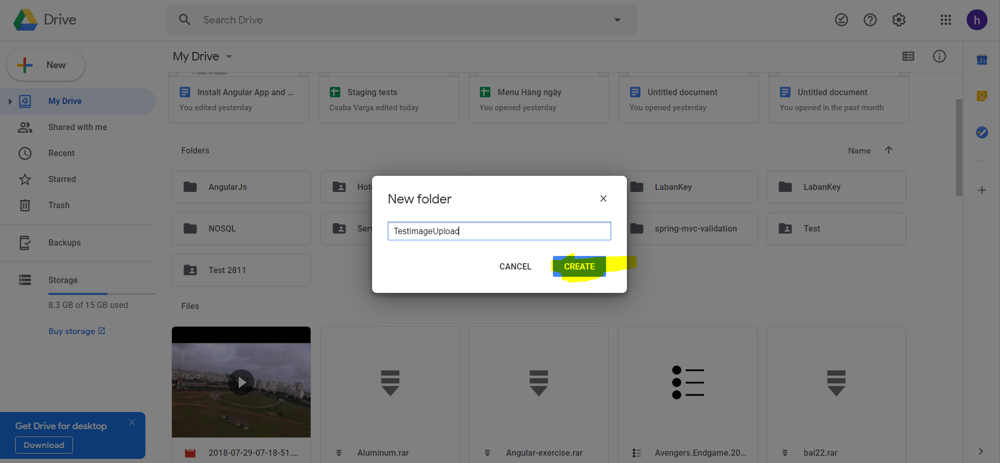 Drive
Search Drive
h
New
My Drive
2. Update OS Packages
31
My Drive
Install Angular App and ...
Staging tests
Menu Hàng ngày
Untitled document
Untitled document
You edited yesterday
Csaba Varga edited today
You opened yesterday
You opened yesterday
You opened in the past month
Shared with me
Recent
Starred
Trash
Backups
Storage
8.3 GB of 15 GB used
Buy storage
Folders
Name
AngularJs
LabanKey
LabanKey
NOSQL
spring-mvc-validation
Test
Test 2811
New folder
TestImageUpload
CANCEL
CREATE
Files
Get Drive for desktop
Download
2018-07-29-07-18-51....
Aluminum.rar
Angular-exercise.rar
Avengers.Endgame.20...
bai22.rar